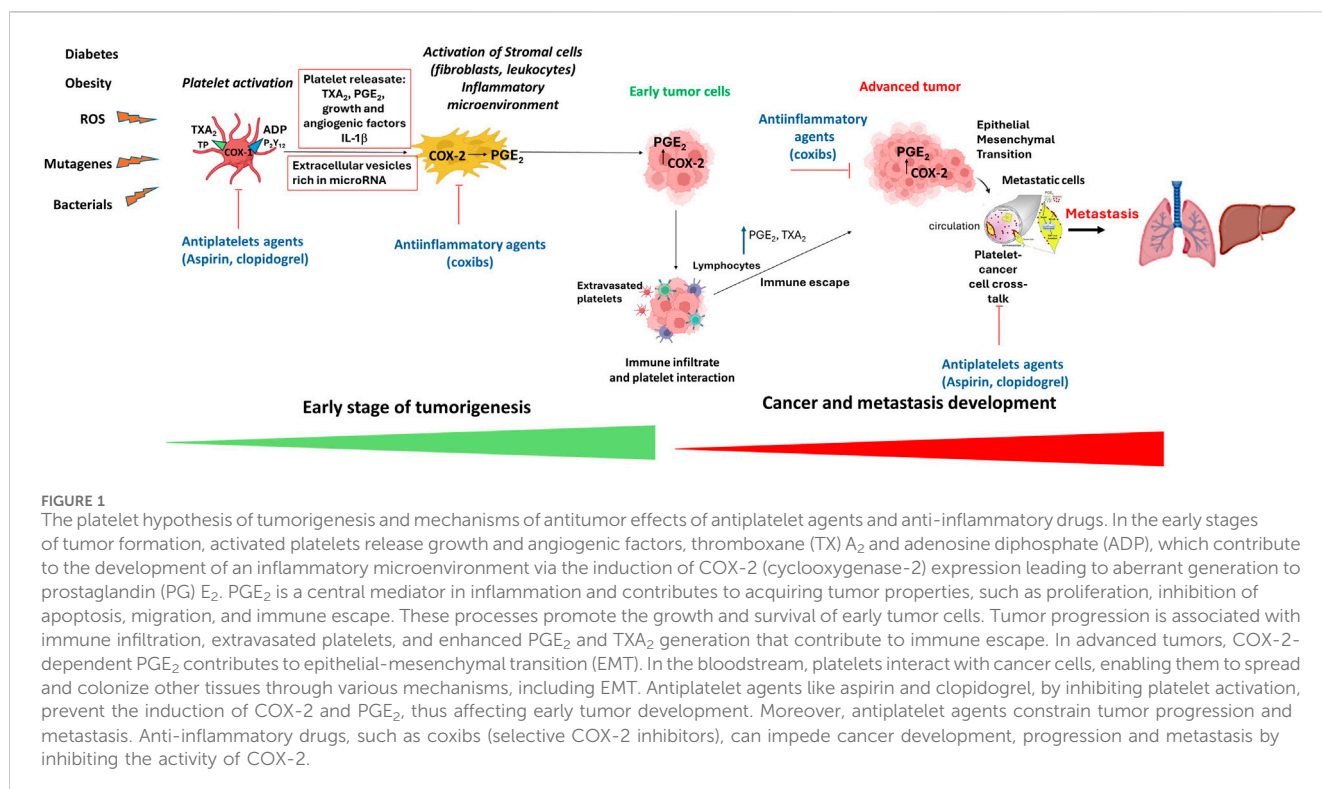 Diabetes
Obesity
ROS
Mutagenes
Bacterials
Platelet activation
TXA₂
TP
COX-1
ADP
P₂Y₁₂
Antiplatelets agents
(Aspirin, clopidogrel)
Platelet releasate:
TXA₂, PGE₂,
growth and
angiogenic factors
IL-1β
Extracellular vesicles
rich in microRNA
Activation of Stromal cells
(fibroblasts, leukocytes)
Inflammatory
microenvironment
COX-2 → PGE₂
Antiinflammatory agents
(coxibs)
Early tumor cells
PGE₂
↑ COX-2
Extravasated
platelets
Immune infiltrate
and platelet interaction
↑ PGE₂, TXA₂
Lymphocytes
Immune escape
Antiinflammatory
agents
(coxibs)
Advanced tumor
PGE₂
↑ COX-2
Epithelial
Mesenchymal
Transition
Metastatic cells
circulation
Platelet-
cancer
cell cross-
talk
Metastasis
Antiplatelets agents
(Aspirin, clopidogrel)
Early stage of tumorigenesis
Cancer and metastasis development
FIGURE 1
The platelet hypothesis of tumorigenesis and mechanisms of antitumor effects of antiplatelet agents and anti-inflammatory drugs. In the early stages
of tumor formation, activated platelets release growth and angiogenic factors, thromboxane (TX) A₂ and adenosine diphosphate (ADP), which contribute
to the development of an inflammatory microenvironment via the induction of COX-2 (cyclooxygenase-2) expression leading to aberrant generation to
prostaglandin (PG) E₂. PGE₂ is a central mediator in inflammation and contributes to acquiring tumor properties, such as proliferation, inhibition of
apoptosis, migration, and immune escape. These processes promote the growth and survival of early tumor cells. Tumor progression is associated with
immune infiltration, extravasated platelets, and enhanced PGE₂ and TXA₂ generation that contribute to immune escape. In advanced tumors, COX-2-
dependent PGE₂ contributes to epithelial-mesenchymal transition (EMT). In the bloodstream, platelets interact with cancer cells, enabling them to spread
and colonize other tissues through various mechanisms, including EMT. Antiplatelet agents like aspirin and clopidogrel, by inhibiting platelet activation,
prevent the induction of COX-2 and PGE₂, thus affecting early tumor development. Moreover, antiplatelet agents constrain tumor progression and
metastasis. Anti-inflammatory drugs, such as coxibs (selective COX-2 inhibitors), can impede cancer development, progression and metastasis by
inhibiting the activity of COX-2.